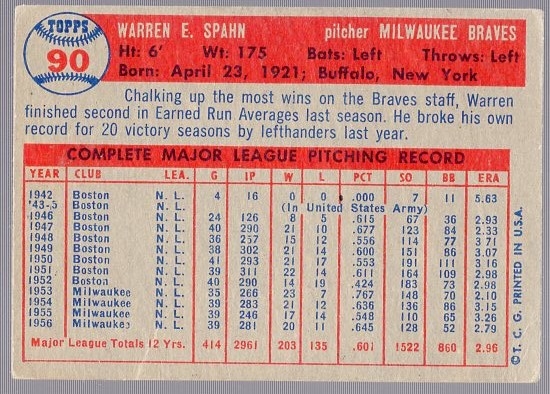 TOPPS
90
WARREN E. SPAHN pitcher MILWAUKEE BRAVES
Ht: 6' Wt: 175 Bats: Left Throws: Left
Born: April 23, 1921; Buffalo, New York
Chalking up the most wins on the Braves staff, Warren
finished second in Earned Run Averages last season. He broke his own
record for 20 victory seasons by lefthanders last year.
COMPLETE MAJOR LEAGUE PITCHING RECORD
YEAR CLUB LEA. G IP W L PCT SO BB ERA
1942 Boston N. L. 4 16 0 0 .000 7 11 5.63
'43-5 Boston N. L. (In United States Army)
1946 Boston N. L. 24 126 8 5 .615 67 36 2.93
1947 Boston N. L. 40 290 21 10 .677 123 84 2.33
1948 Boston N. L. 36 257 15 12 .556 114 77 3.71
1949 Boston N. L. 38 302 21 14 .600 151 86 3.07
1950 Boston N. L. 41 293 21 17 .553 191 111 3.16
1951 Boston N. L. 39 311 22 14 .611 164 109 2.98
1952 Boston N. L. 40 290 14 19 .424 183 73 2.98
1953 Milwaukee N. L. 35 266 23 7 .767 148 70 2.10
1954 Milwaukee N. L. 39 283 21 12 .636 136 86 3.15
1955 Milwaukee N. L. 39 246 17 14 .548 110 65 3.26
1956 Milwaukee N. L. 39 281 20 11 .645 128 52 2.79
Major League Totals 12 Yrs. 414 2961 203 135 .601 1522 860 2.96
© T. C. G. PRINTED IN U.S.A.